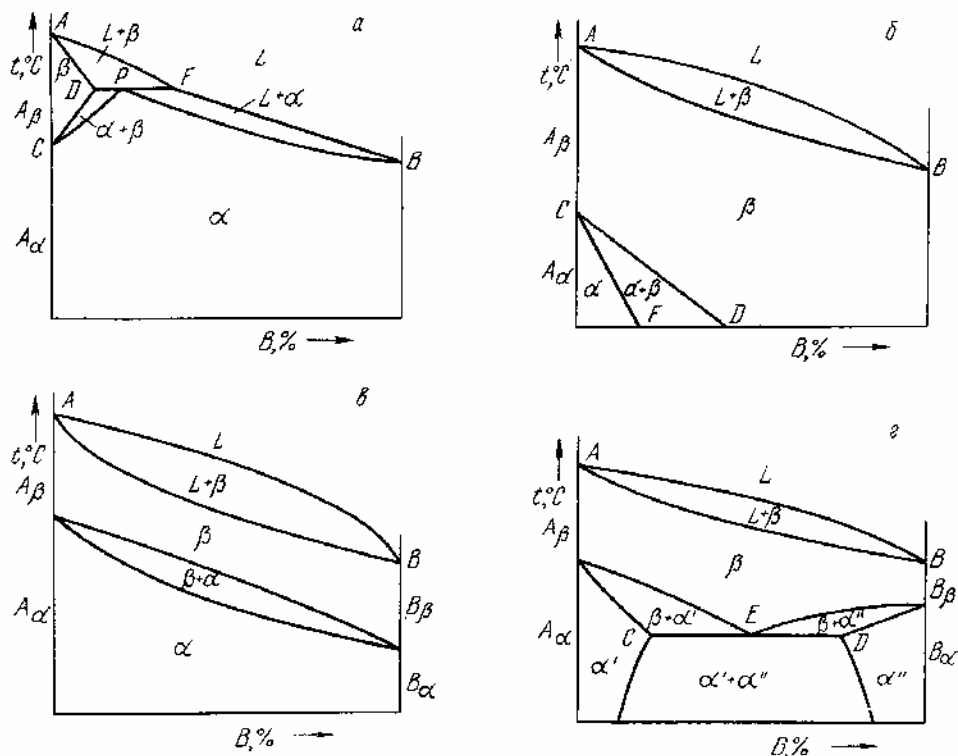 а
A
L+β
L
t,°C
β
D
P
F
L+α
Aβ
α+β
C
B
α
Aα
B,%
б
A
L
t,°C
L+β
Aβ
B
C
β
Aα
α
α+β
F
D
B,%
в
A
L
t,°C
L+β
Aβ
β
B
β+α
Bβ
Aα
α
Bα
B,%
г
A
L
t,°C
L+β
Aβ
B
β
Bβ
β+α'
E
β+α"
Aα
C
D
Bα
α'
α'+α"
α"
B,%